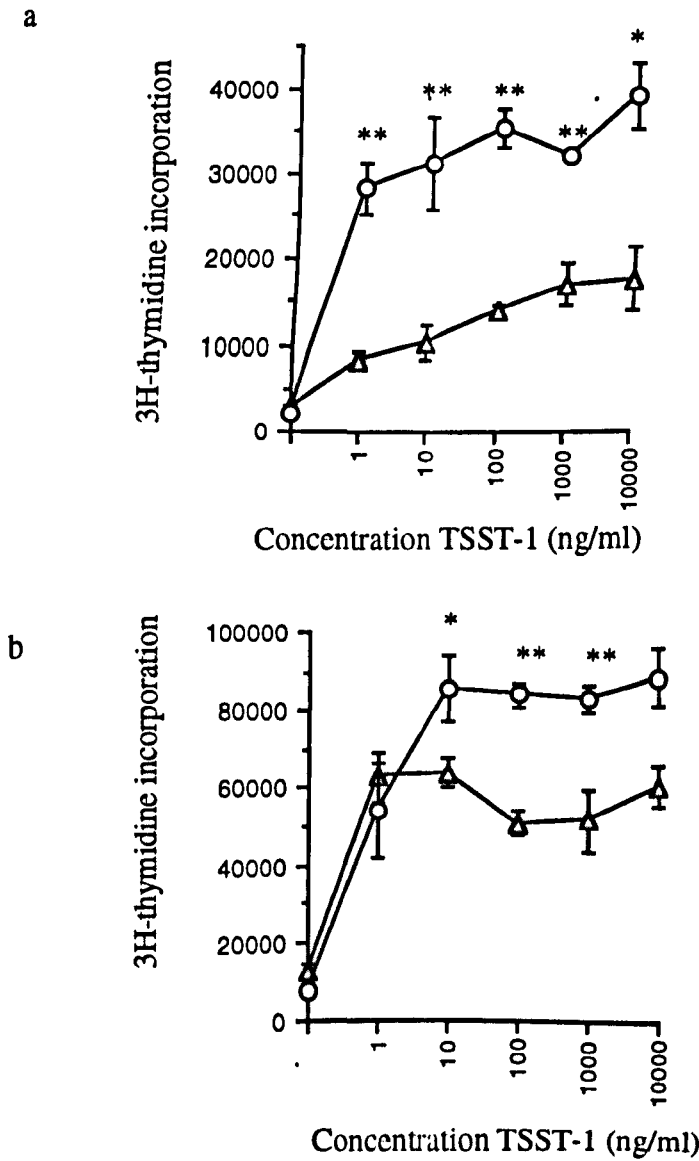 a
3H-thymidine incorporation
40000
30000
20000
10000
0
** ** ** ** *
1 10 100 1000 10000
Concentration TSST-1 (ng/ml)
b
3H-thymidine incorporation
100000
80000
60000
40000
20000
0
* ** **
1 10 100 1000 10000
Concentration TSST-1 (ng/ml)